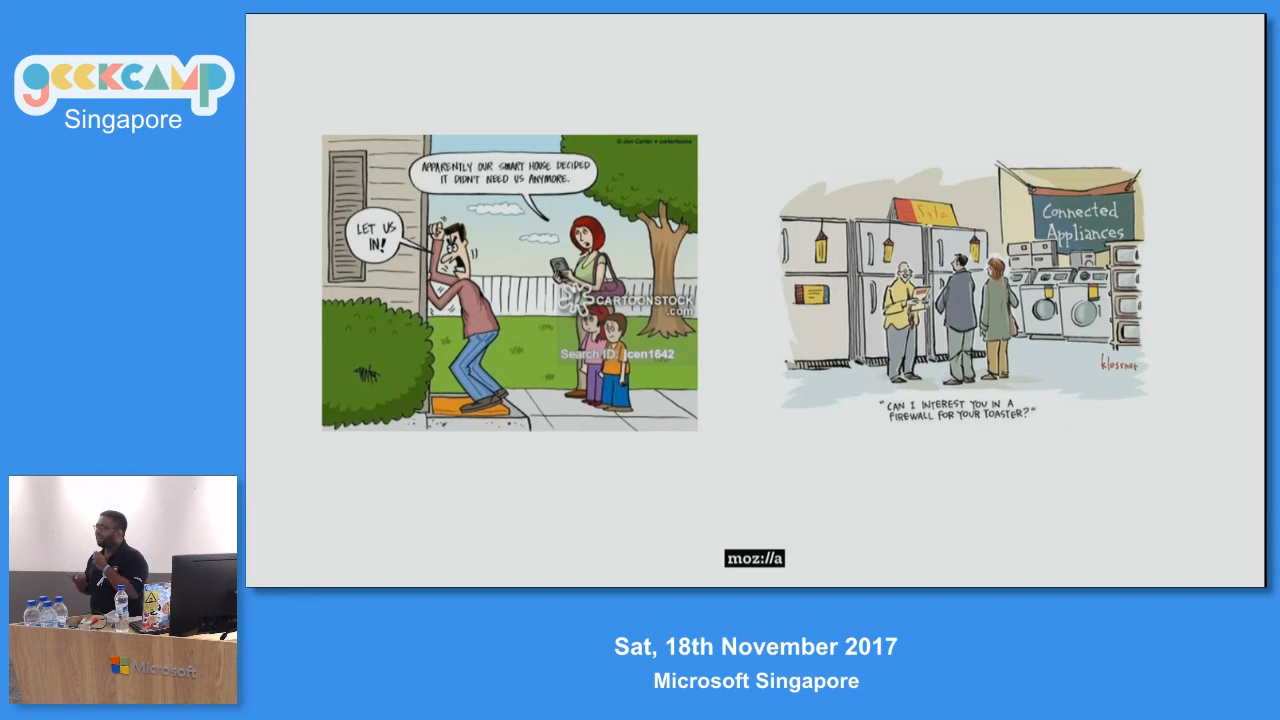 geekcamp
Singapore
© Jon Carter • cartertoons
APPARENTLY OUR SMART HOUSE DECIDED
IT DIDN'T NEED US ANYMORE.
LET US
IN!
CARTOONSTOCK
.com
Search ID: jcen1642
Sale
Connected
Appliances
klossner
"CAN I INTEREST YOU IN A
FIREWALL FOR YOUR TOASTER?"
moz://a
Microsoft
Sat, 18th November 2017
Microsoft Singapore